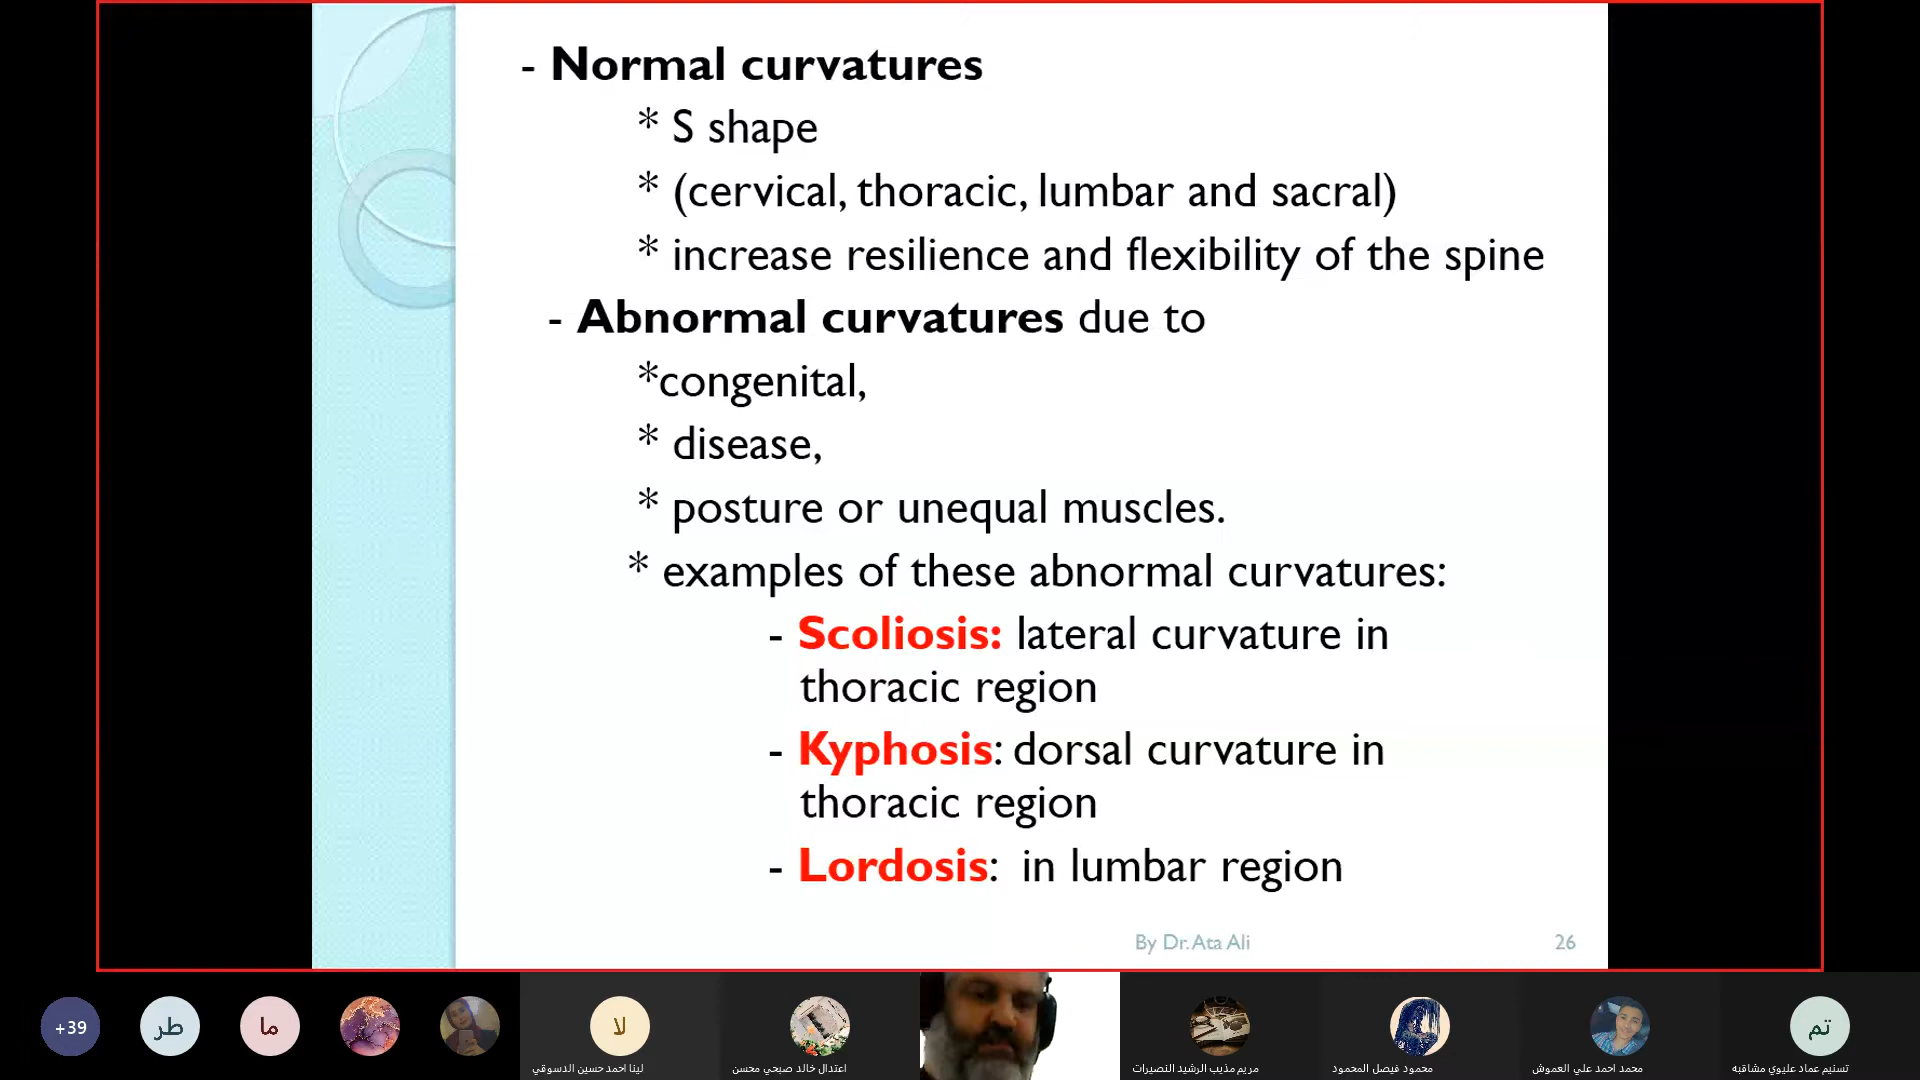 - Normal curvatures
* S shape
* (cervical, thoracic, lumbar and sacral)
* increase resilience and flexibility of the spine
- Abnormal curvatures due to
*congenital,
* disease,
* posture or unequal muscles.
* examples of these abnormal curvatures:
- Scoliosis: lateral curvature in
thoracic region
- Kyphosis: dorsal curvature in
thoracic region
- Lordosis: in lumbar region
By Dr. Ata Ali
26
+39
طر
ما
لا
تم
لينا احمد حسين الدسوقي
اعتدال خالد صبحي محسن
مريم مذيب الرشيد النصيرات
محمود فيصل المحمود
محمد احمد علي العموش
تسنيم عماد عليوي مشاقبه